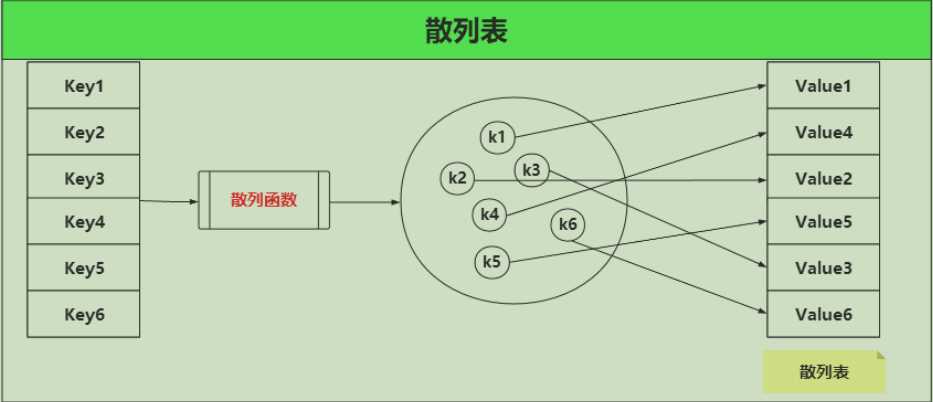 散列表
Key1
Key2
Key3
Key4
Key5
Key6
散列函数
k1
k2
k3
k4
k6
k5
Value1
Value4
Value2
Value5
Value3
Value6
散列表